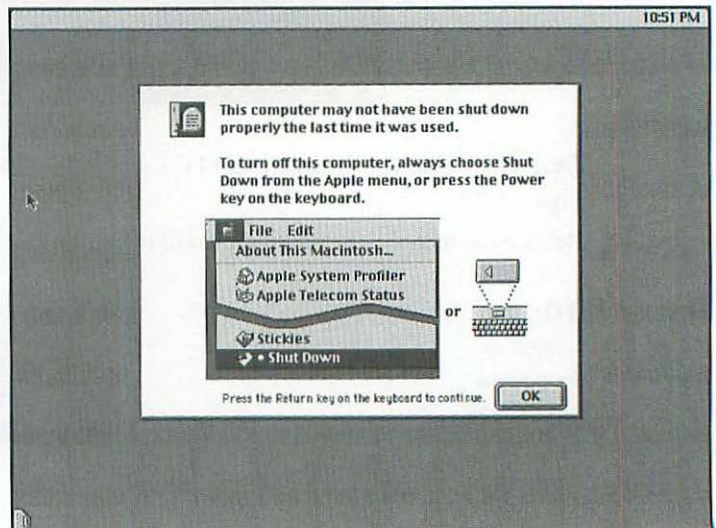 10:51 PM
This computer may not have been shut down
properly the last time it was used.
To turn off this computer, always choose Shut
Down from the Apple menu, or press the Power
key on the keyboard.
File Edit
About This Macintosh...
Apple System Profiler
Apple Telecom Status
or
Stickies
• Shut Down
Press the Return key on the keyboard to continue.
OK